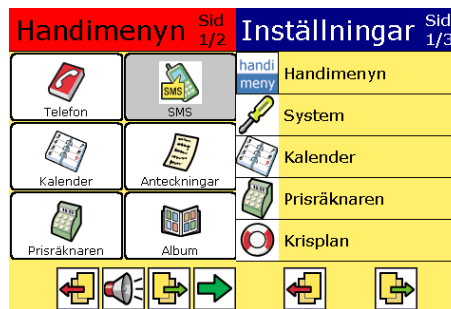 Handimenyn Sid 1/2
Telefon
SMS
SMS
Kalender
Anteckningar
Prisräknaren
Album
Inställningar Sid 1/3
handi meny
Handimenyn
System
Kalender
Prisräknaren
Krisplan